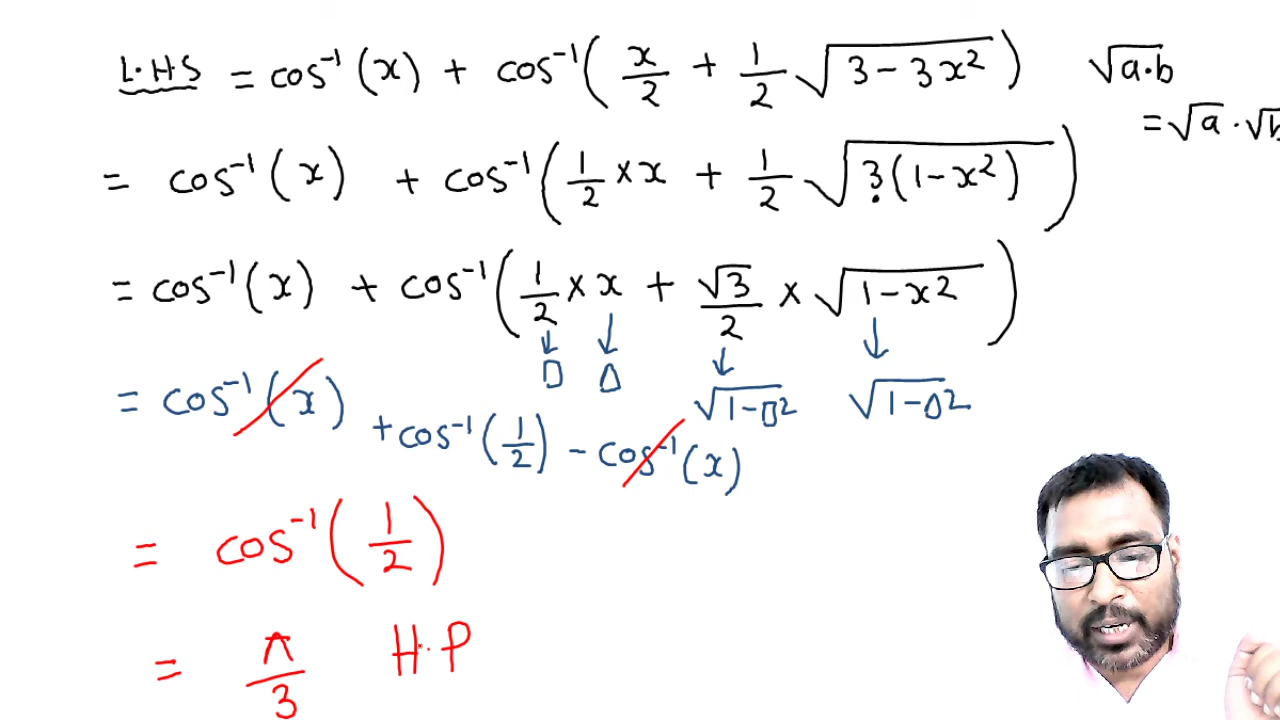 L.H.S = cos⁻¹(x) + cos⁻¹(x/2 + 1/2 √(3 − 3x²)) √a·b
= √a · √b
= cos⁻¹(x) + cos⁻¹(1/2 × x + 1/2 √(3(1−x²)))
= cos⁻¹(x) + cos⁻¹(1/2 × x + √3/2 × √(1−x²))
↓ ↓ ↓ ↓
□ △ √(1−□²) √(1−△²)
= cos⁻¹(x) + cos⁻¹(1/2) − cos⁻¹(x)
= cos⁻¹(1/2)
= π/3 H.P